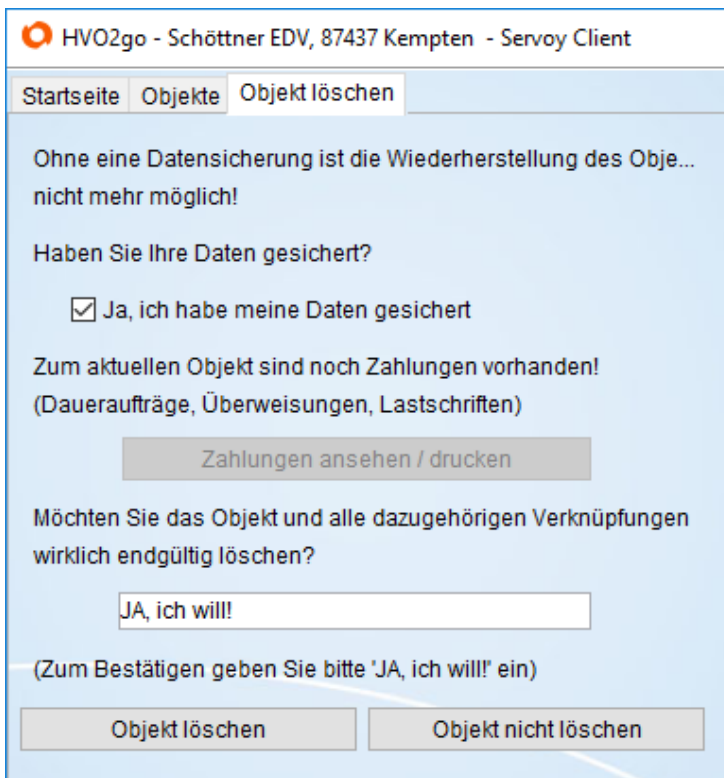 HVO2go - Schöttner EDV, 87437 Kempten - Servoy Client
Startseite Objekte Objekt löschen
Ohne eine Datensicherung ist die Wiederherstellung des Obje...
nicht mehr möglich!
Haben Sie Ihre Daten gesichert?
Ja, ich habe meine Daten gesichert
Zum aktuellen Objekt sind noch Zahlungen vorhanden!
(Daueraufträge, Überweisungen, Lastschriften)
Zahlungen ansehen / drucken
Möchten Sie das Objekt und alle dazugehörigen Verknüpfungen
wirklich endgültig löschen?
JA, ich will!
(Zum Bestätigen geben Sie bitte 'JA, ich will!' ein)
Objekt löschen Objekt nicht löschen